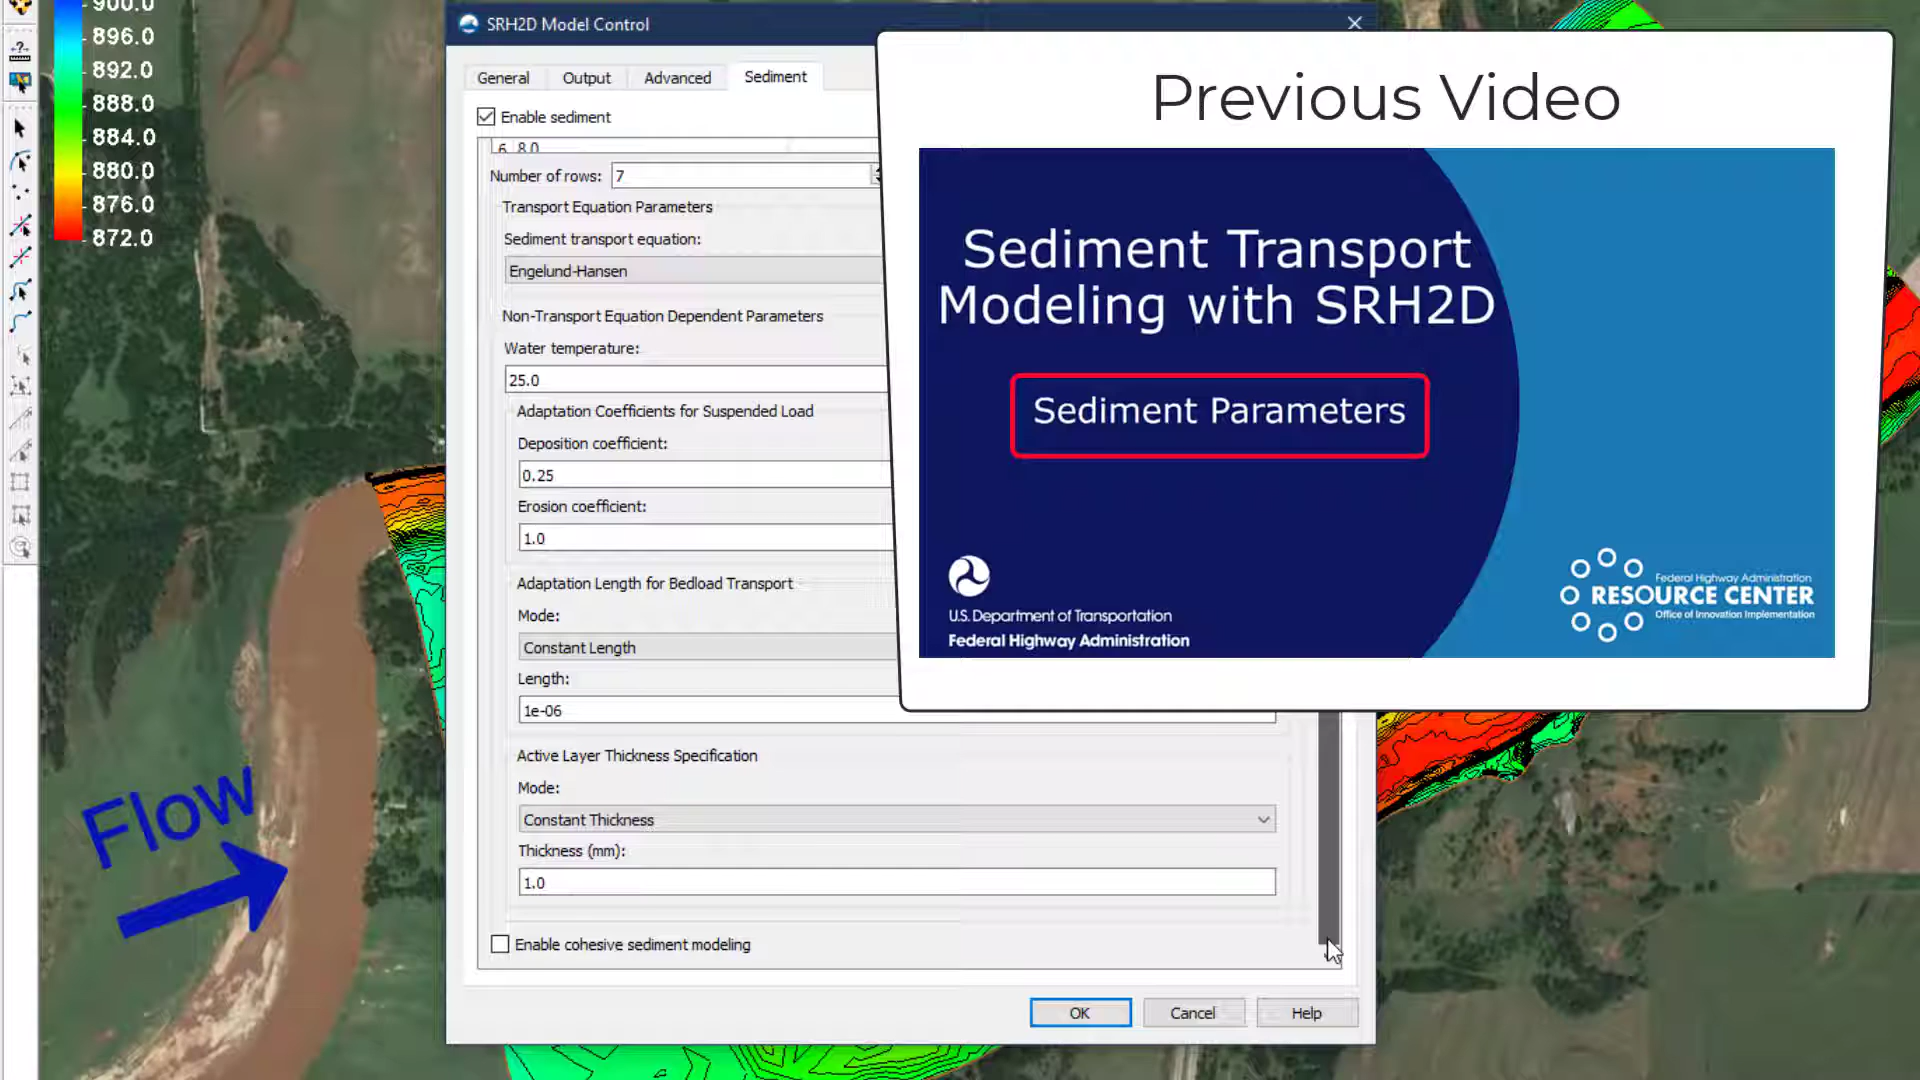 900.0
896.0
892.0
888.0
884.0
880.0
876.0
872.0
Flow
SRH2D Model Control
General
Output
Advanced
Sediment
Enable sediment
6 8.0
Number of rows: 7
Transport Equation Parameters
Sediment transport equation:
Engelund-Hansen
Non-Transport Equation Dependent Parameters
Water temperature:
25.0
Adaptation Coefficients for Suspended Load
Deposition coefficient:
0.25
Erosion coefficient:
1.0
Adaptation Length for Bedload Transport
Mode:
Constant Length
Length:
1e-06
Active Layer Thickness Specification
Mode:
Constant Thickness
Thickness (mm):
1.0
Enable cohesive sediment modeling
OK
Cancel
Help
Previous Video
Sediment Transport
Modeling with SRH2D
Sediment Parameters
U.S. Department of Transportation
Federal Highway Administration
Federal Highway Administration
RESOURCE CENTER
Office of Innovation Implementation